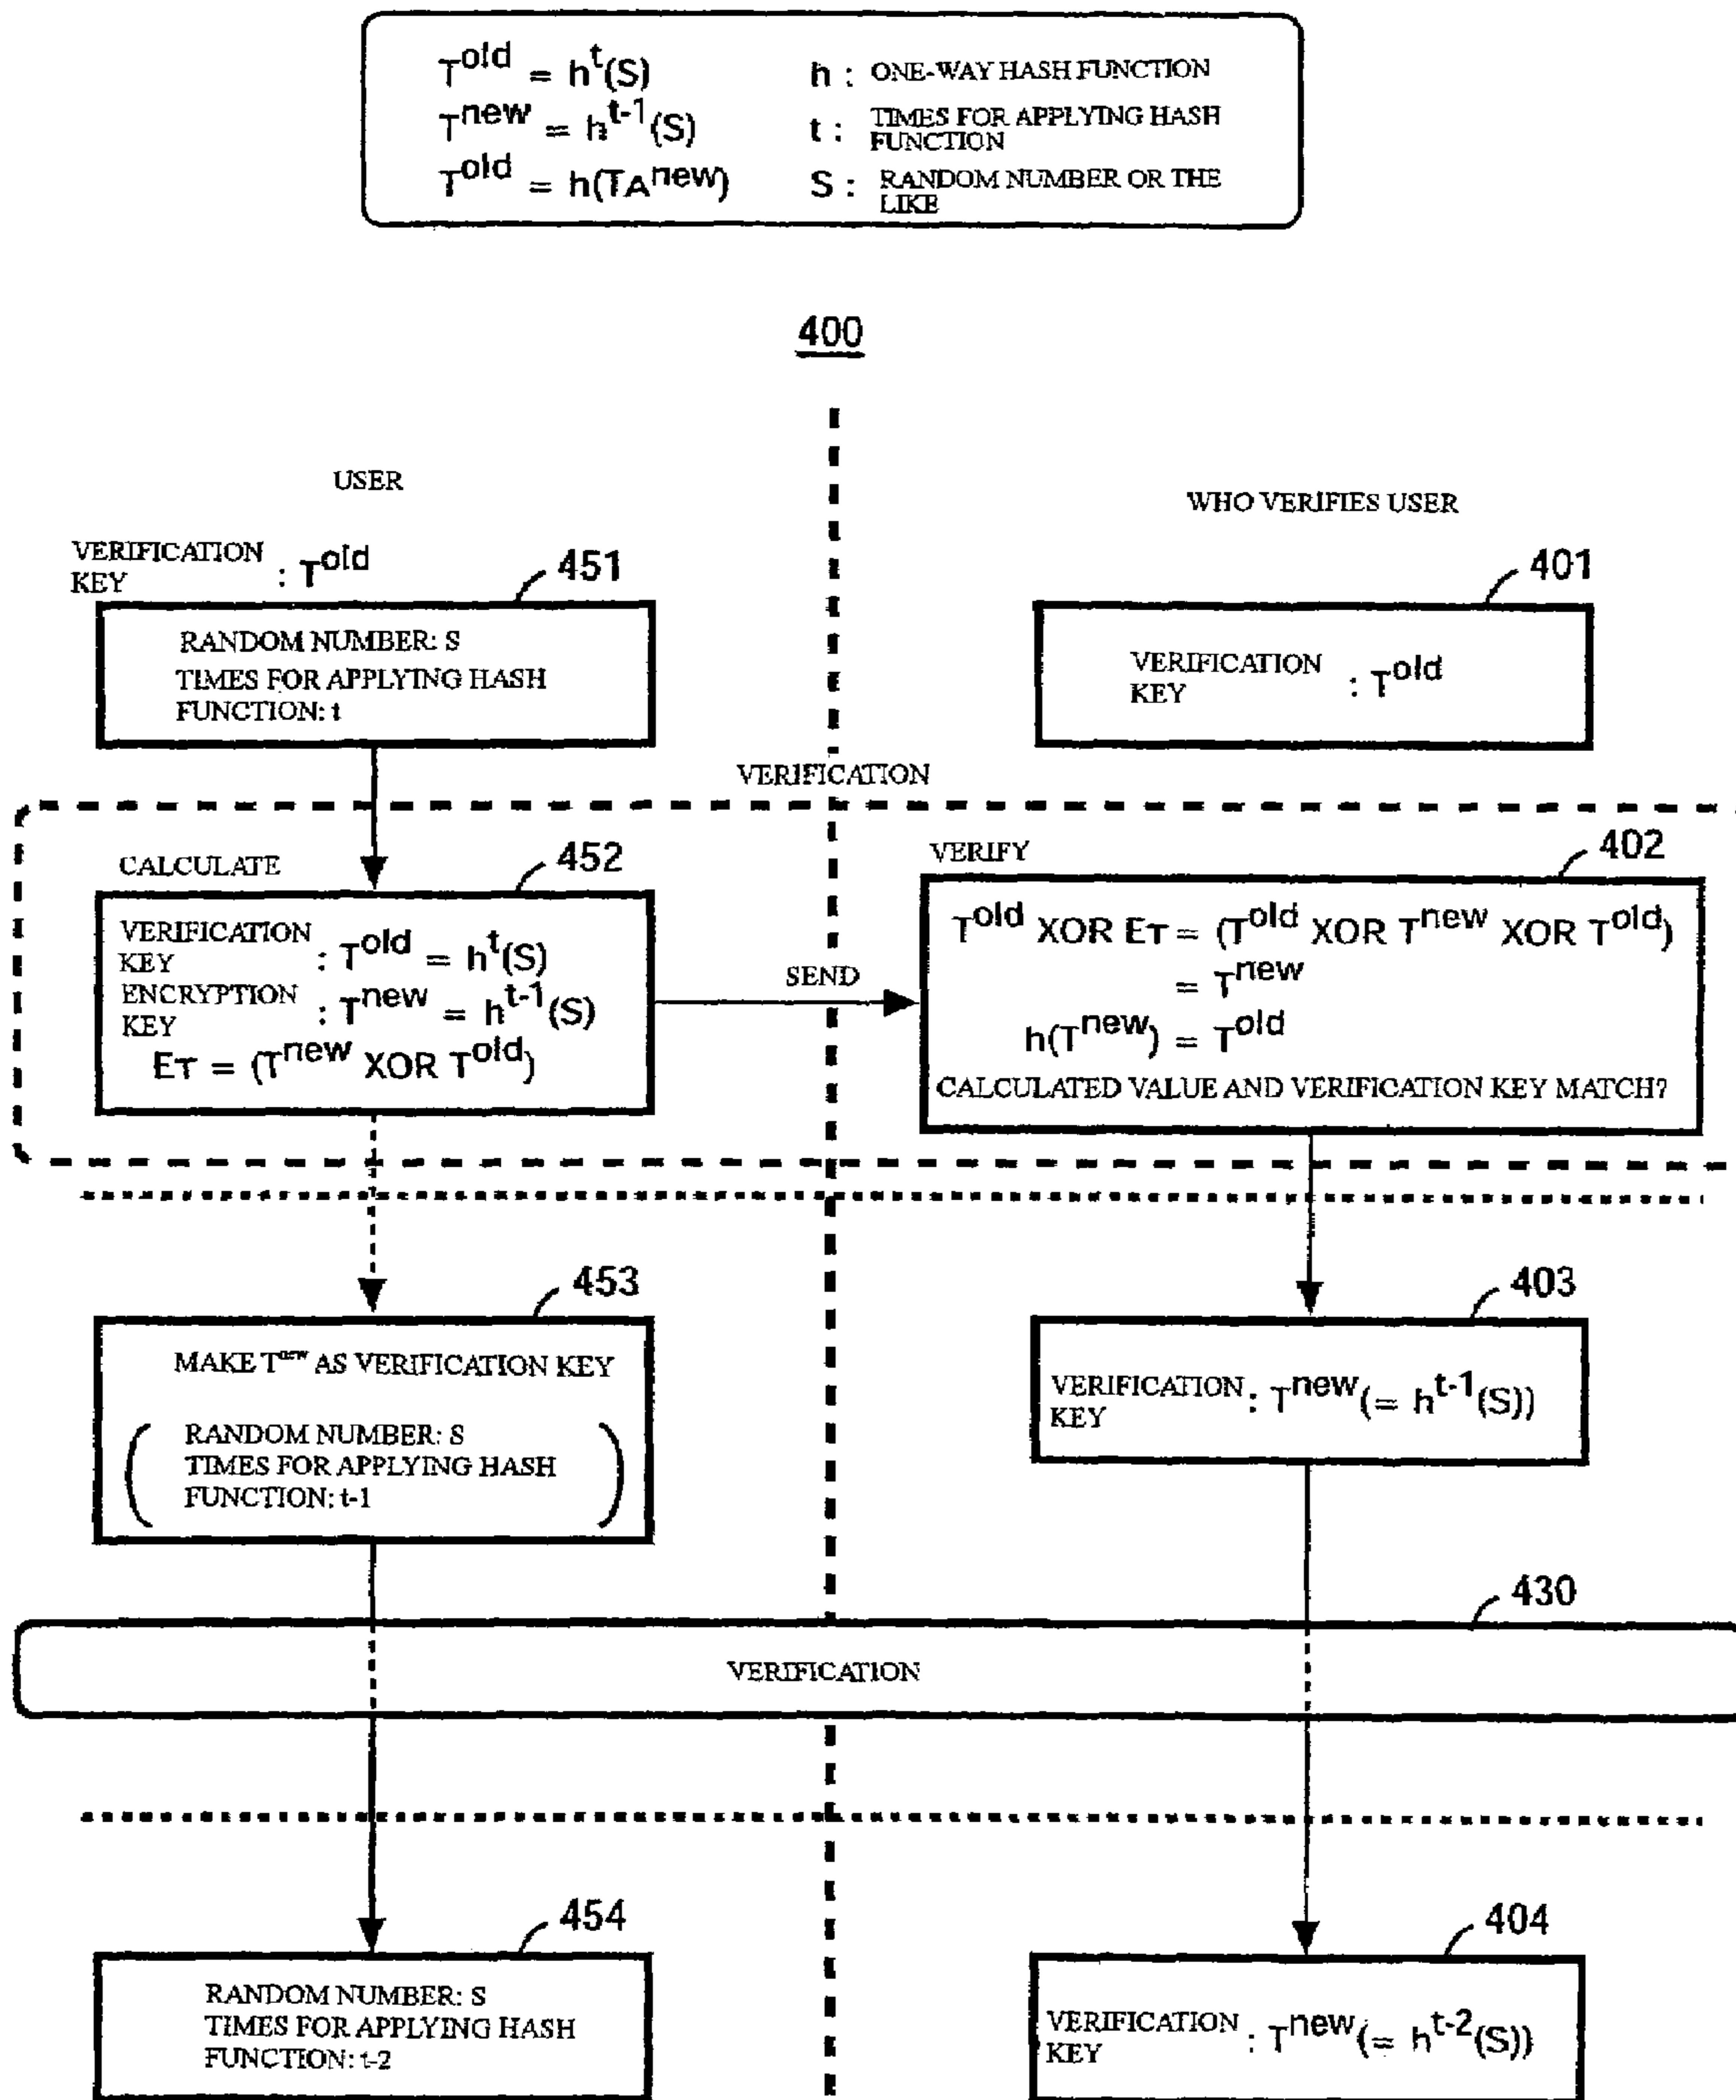 T^old = h^t(S)
T^new = h^t-1(S)
T^old = h(TA^new)
h : ONE-WAY HASH FUNCTION
t : TIMES FOR APPLYING HASH
FUNCTION
S : RANDOM NUMBER OR THE
LIKE
400
USER
WHO VERIFIES USER
VERIFICATION
KEY : T^old
451
RANDOM NUMBER: S
TIMES FOR APPLYING HASH
FUNCTION: t
401
VERIFICATION
KEY : T^old
VERIFICATION
CALCULATE
452
VERIFICATION
KEY : T^old = h^t(S)
ENCRYPTION
KEY : T^new = h^t-1(S)
ET = (T^new XOR T^old)
SEND
VERIFY
402
T^old XOR ET = (T^old XOR T^new XOR T^old)
= T^new
h(T^new) = T^old
CALCULATED VALUE AND VERIFICATION KEY MATCH?
453
MAKE T^new AS VERIFICATION KEY
( RANDOM NUMBER: S
TIMES FOR APPLYING HASH
FUNCTION: t-1 )
403
VERIFICATION
KEY : T^new(= h^t-1(S))
430
VERIFICATION
454
RANDOM NUMBER: S
TIMES FOR APPLYING HASH
FUNCTION: t-2
404
VERIFICATION
KEY : T^new(= h^t-2(S))